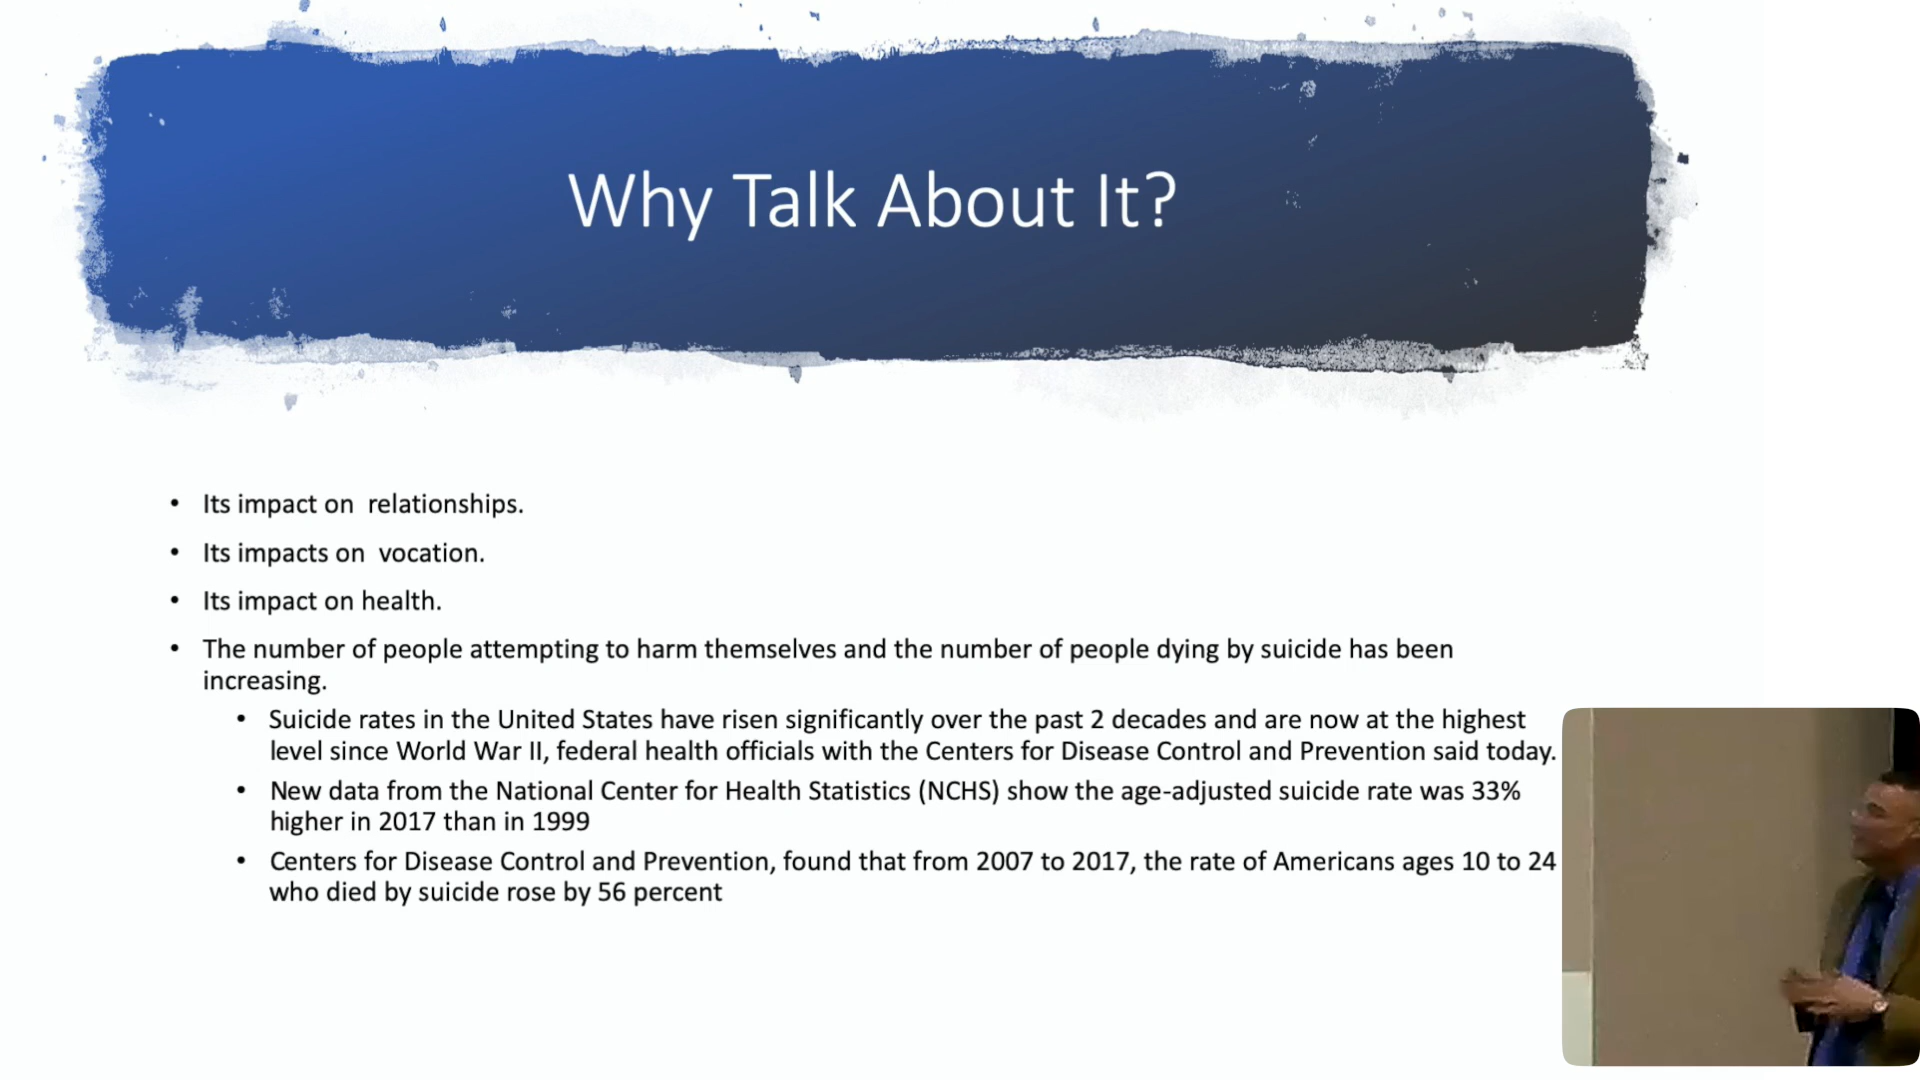 Why Talk About It?
• Its impact on  relationships.
• Its impacts on  vocation.
• Its impact on health.
• The number of people attempting to harm themselves and the number of people dying by suicide has been
increasing.
• Suicide rates in the United States have risen significantly over the past 2 decades and are now at the highest
level since World War II, federal health officials with the Centers for Disease Control and Prevention said today.
• New data from the National Center for Health Statistics (NCHS) show the age-adjusted suicide rate was 33%
higher in 2017 than in 1999
• Centers for Disease Control and Prevention, found that from 2007 to 2017, the rate of Americans ages 10 to 24
who died by suicide rose by 56 percent